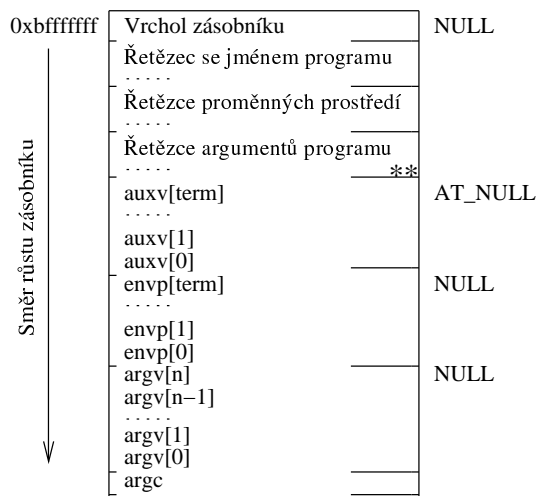 0xbfffffff Vrchol zásobníku NULL
Řetězec se jménem programu
. . . . .
Řetězce proměnných prostředí
. . . . .
Řetězce argumentů programu
. . . . . **
auxv[term] AT_NULL
. . . . .
auxv[1]
auxv[0]
envp[term] NULL
. . . . .
envp[1]
envp[0]
argv[n] NULL
argv[n−1]
. . . . .
argv[1]
argv[0]
argc
Směr růstu zásobníku